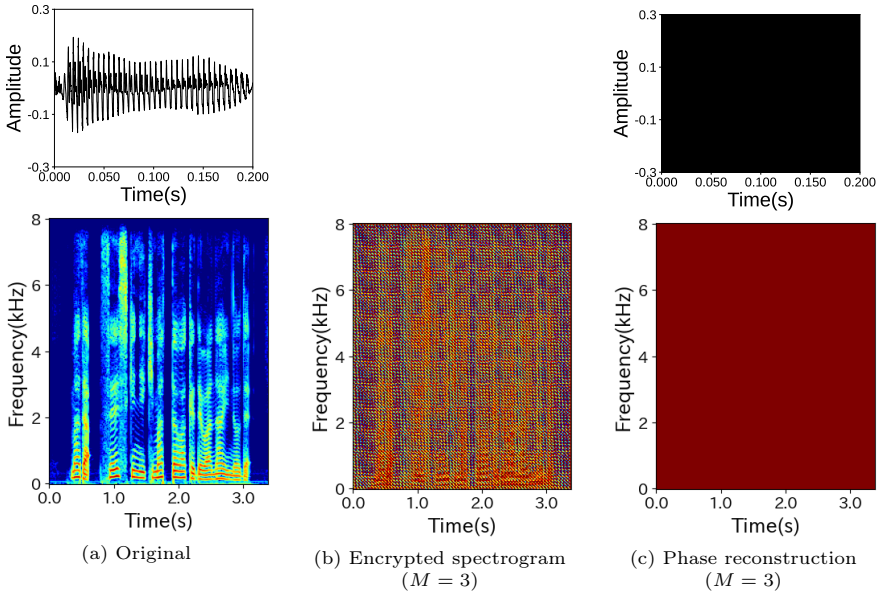 0.3
0.1
-0.1
-0.3
Amplitude
0.000 0.050 0.100 0.150 0.200
Time(s)
0.3
0.1
-0.1
-0.3
Amplitude
0.000 0.050 0.100 0.150 0.200
Time(s)
8
6
4
2
0
Frequency(kHz)
0.0 1.0 2.0 3.0
Time(s)
(a) Original
8
6
4
2
0
Frequency(kHz)
0.0 1.0 2.0 3.0
Time(s)
(b) Encrypted spectrogram
(M = 3)
8
6
4
2
0
Frequency(kHz)
0.0 1.0 2.0 3.0
Time(s)
(c) Phase reconstruction
(M = 3)